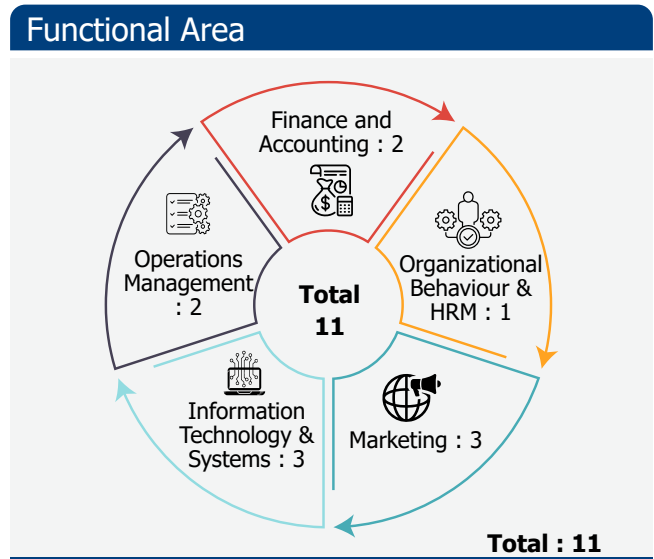 Functional Area
Finance and
Accounting : 2
Organizational
Behaviour &
HRM : 1
Marketing : 3
Information
Technology &
Systems : 3
Operations
Management
: 2
Total
11
Total : 11